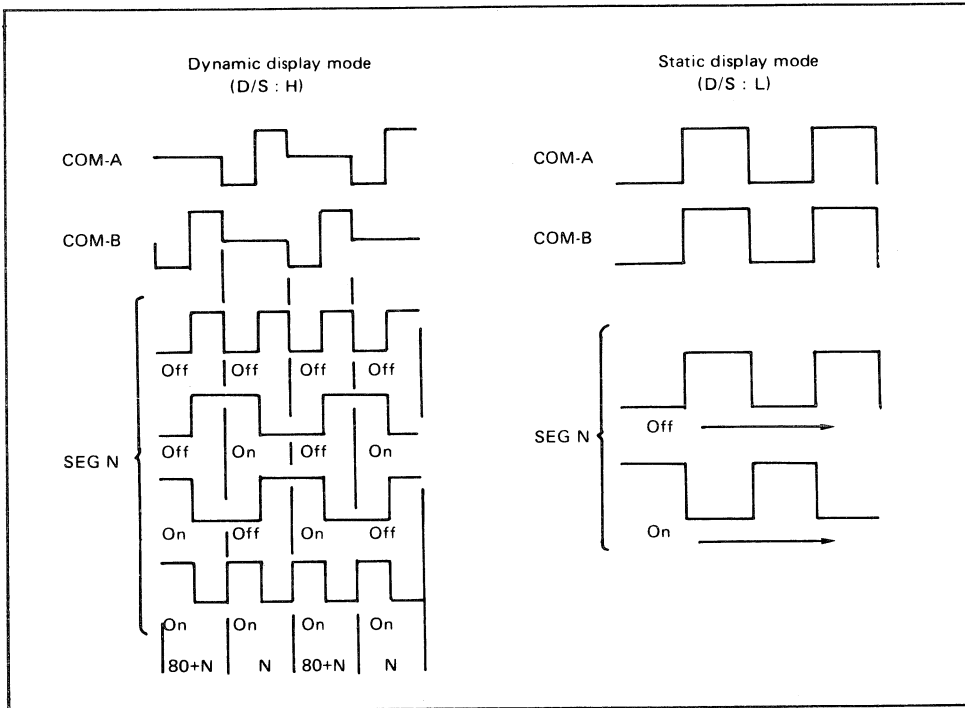 Dynamic display mode
(D/S : H)
COM-A
COM-B
SEG N
Off Off Off Off
Off On Off On
On Off On Off
On On On On
80+N N 80+N N
Static display mode
(D/S : L)
COM-A
COM-B
SEG N
Off
On